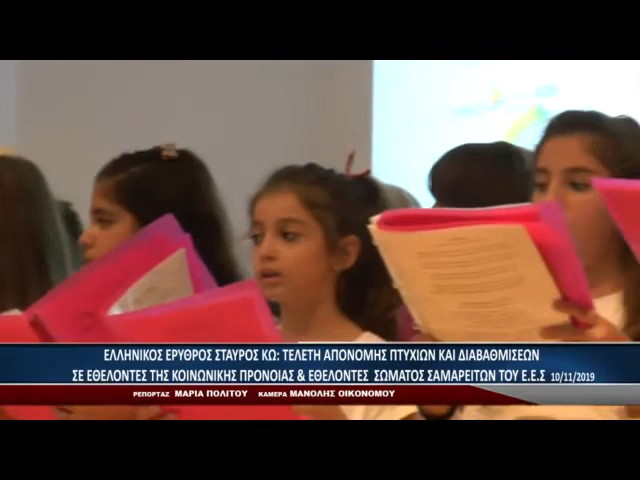 ΕΛΛΗΝΙΚΟΣ ΕΡΥΘΡΟΣ ΣΤΑΥΡΟΣ ΚΩ: ΤΕΛΕΤΗ ΑΠΟΝΟΜΗΣ ΠΤΥΧΙΩΝ ΚΑΙ ΔΙΑΒΑΘΜΙΣΕΩΝ
ΣΕ ΕΘΕΛΟΝΤΕΣ ΤΗΣ ΚΟΙΝΩΝΙΚΗΣ ΠΡΟΝΟΙΑΣ & ΕΘΕΛΟΝΤΕΣ ΣΩΜΑΤΟΣ ΣΑΜΑΡΕΙΤΩΝ ΤΟΥ Ε.Ε.Σ 10/11/2019
ΡΕΠΟΡΤΑΖ ΜΑΡΙΑ ΠΟΛΙΤΟΥ ΚΑΜΕΡΑ ΜΑΝΟΛΗΣ ΟΙΚΟΝΟΜΟΥ